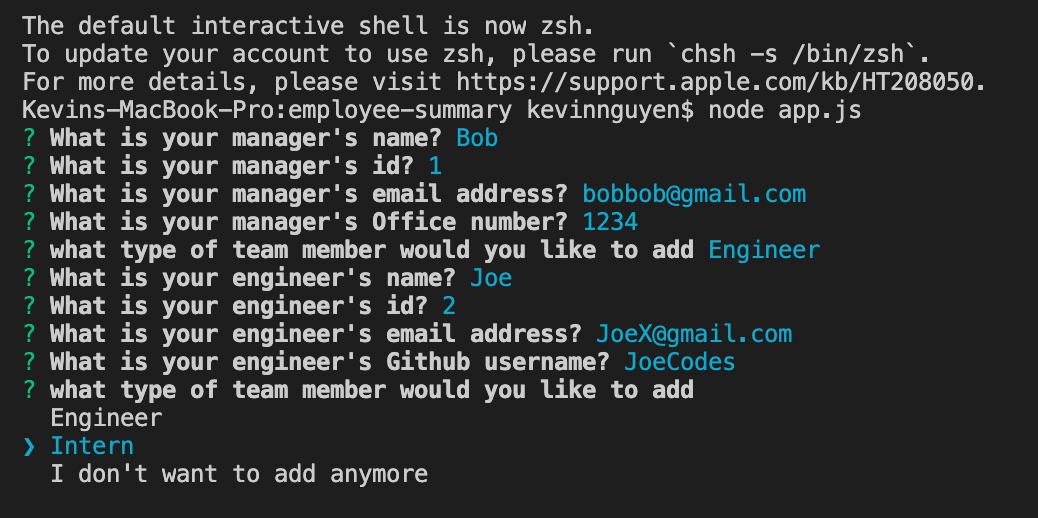 The default interactive shell is now zsh.
To update your account to use zsh, please run `chsh -s /bin/zsh`.
For more details, please visit https://support.apple.com/kb/HT208050.
Kevins-MacBook-Pro:employee-summary kevinnguyen$ node app.js
? What is your manager's name? Bob
? What is your manager's id? 1
? What is your manager's email address? bobbob@gmail.com
? What is your manager's Office number? 1234
? what type of team member would you like to add Engineer
? What is your engineer's name? Joe
? What is your engineer's id? 2
? What is your engineer's email address? JoeX@gmail.com
? What is your engineer's Github username? JoeCodes
? what type of team member would you like to add
  Engineer
❯ Intern
  I don't want to add anymore